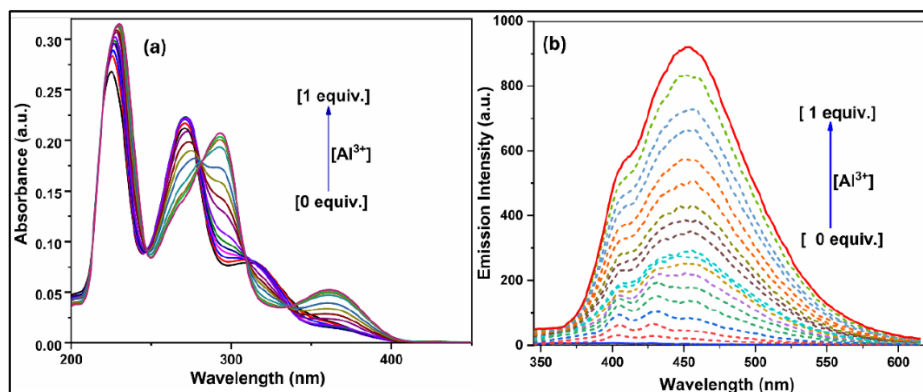 (a)
0.30
0.25
0.20
0.15
0.10
0.05
0.00
200
300
400
Absorbance (a.u.)
Wavelength (nm)
[1 equiv.]
[Al³⁺]
[0 equiv.]
(b)
1000
800
600
400
200
0
350
400
450
500
550
600
Emission Intensity (a.u.)
Wavelength (nm)
[ 1 equiv.]
[Al³⁺]
[ 0 equiv.]